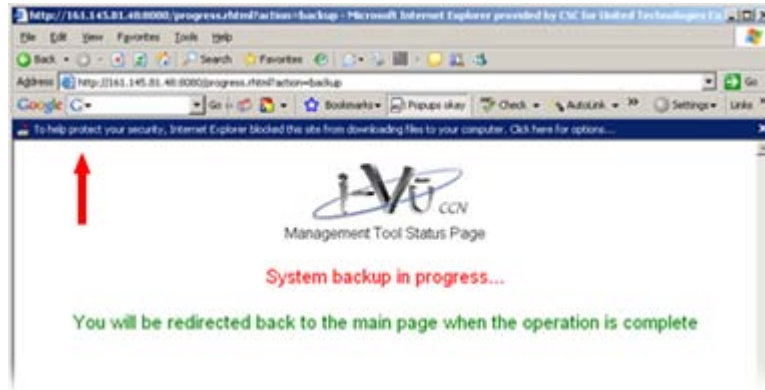 http://161.145.81.48:8080/progress.rhtml?action=backup - Microsoft Internet Explorer provided by CSC for United Technologies Co
File Edit View Favorites Tools Help
Back Search Favorites
Address http://161.145.81.48:8080/progress.rhtml?action=backup Go
Google G Go Bookmarks Popups okay Check AutoLink » Settings Links »
To help protect your security, Internet Explorer blocked this site from downloading files to your computer. Click here for options...
i-Vū CCN
Management Tool Status Page
System backup in progress...
You will be redirected back to the main page when the operation is complete